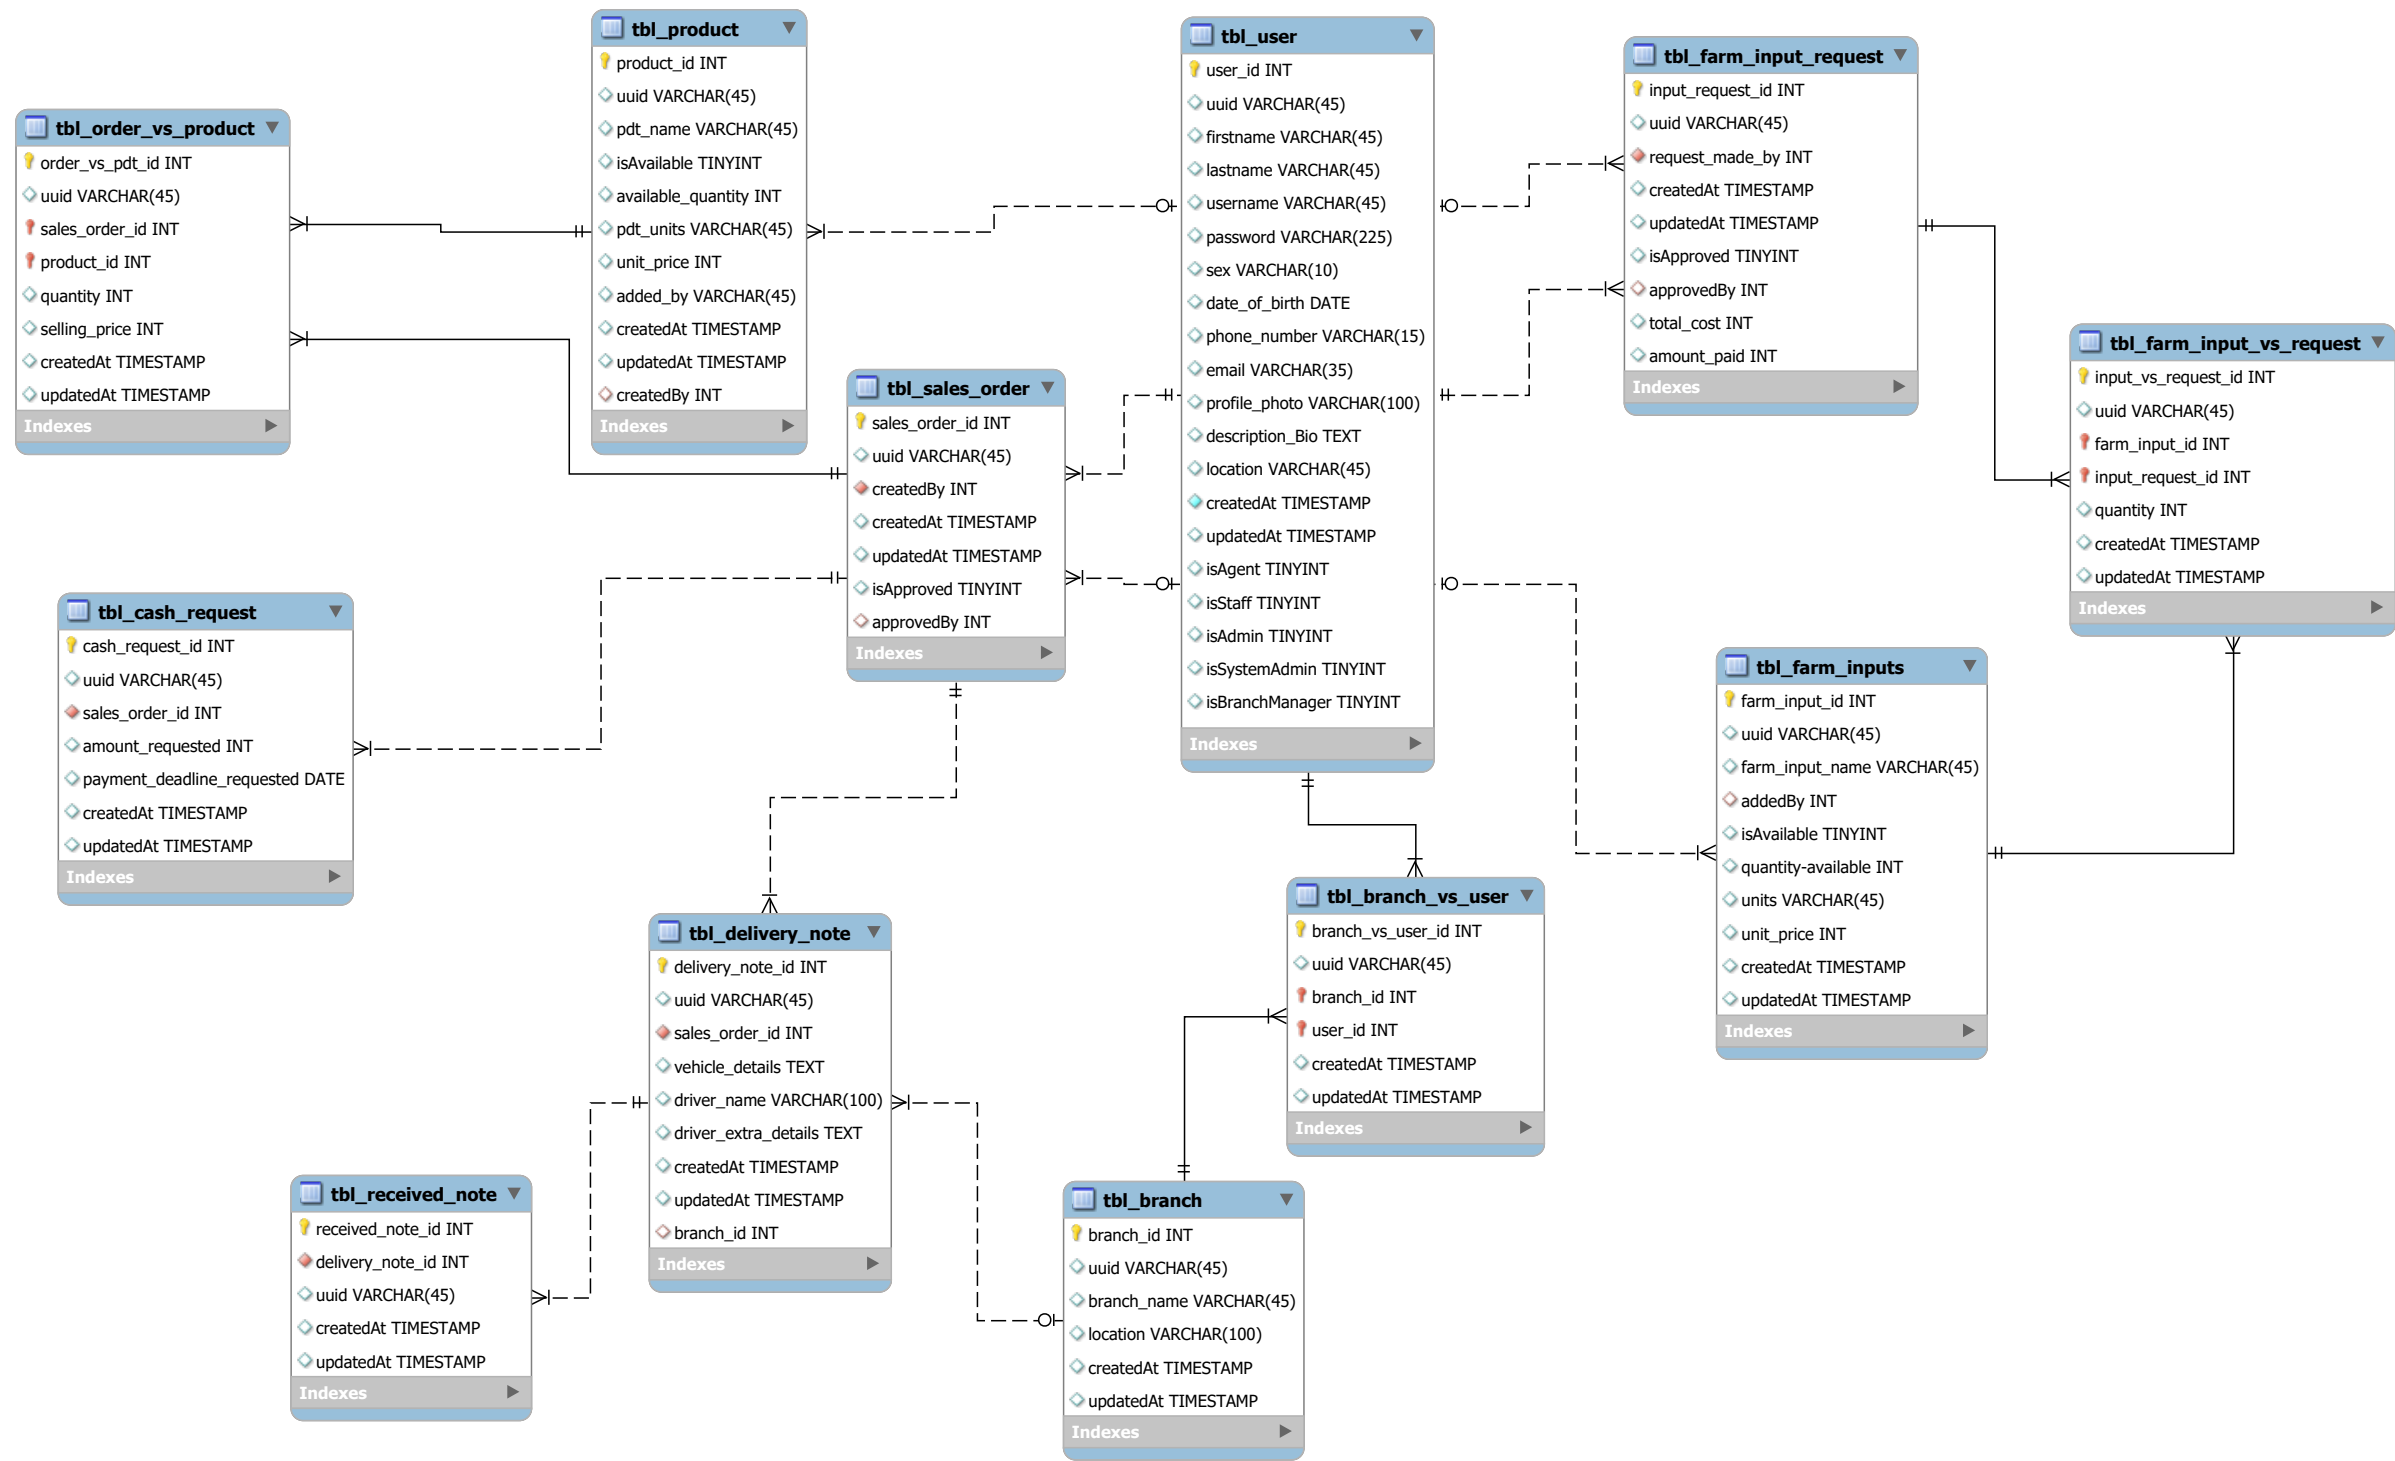 tbl_order_vs_product
order_vs_pdt_id INT
uuid VARCHAR(45)
sales_order_id INT
product_id INT
quantity INT
selling_price INT
createdAt TIMESTAMP
updatedAt TIMESTAMP
Indexes
tbl_product
product_id INT
uuid VARCHAR(45)
pdt_name VARCHAR(45)
isAvailable TINYINT
available_quantity INT
pdt_units VARCHAR(45)
unit_price INT
added_by VARCHAR(45)
createdAt TIMESTAMP
updatedAt TIMESTAMP
createdBy INT
Indexes
tbl_sales_order
sales_order_id INT
uuid VARCHAR(45)
createdBy INT
createdAt TIMESTAMP
updatedAt TIMESTAMP
isApproved TINYINT
approvedBy INT
Indexes
tbl_user
user_id INT
uuid VARCHAR(45)
firstname VARCHAR(45)
lastname VARCHAR(45)
username VARCHAR(45)
password VARCHAR(225)
sex VARCHAR(10)
date_of_birth DATE
phone_number VARCHAR(15)
email VARCHAR(35)
profile_photo VARCHAR(100)
description_Bio TEXT
location VARCHAR(45)
createdAt TIMESTAMP
updatedAt TIMESTAMP
isAgent TINYINT
isStaff TINYINT
isAdmin TINYINT
isSystemAdmin TINYINT
isBranchManager TINYINT
Indexes
tbl_farm_input_request
input_request_id INT
uuid VARCHAR(45)
request_made_by INT
createdAt TIMESTAMP
updatedAt TIMESTAMP
isApproved TINYINT
approvedBy INT
total_cost INT
amount_paid INT
Indexes
tbl_farm_input_vs_request
input_vs_request_id INT
uuid VARCHAR(45)
farm_input_id INT
input_request_id INT
quantity INT
createdAt TIMESTAMP
updatedAt TIMESTAMP
Indexes
tbl_cash_request
cash_request_id INT
uuid VARCHAR(45)
sales_order_id INT
amount_requested INT
payment_deadline_requested DATE
createdAt TIMESTAMP
updatedAt TIMESTAMP
Indexes
tbl_farm_inputs
farm_input_id INT
uuid VARCHAR(45)
farm_input_name VARCHAR(45)
addedBy INT
isAvailable TINYINT
quantity-available INT
units VARCHAR(45)
unit_price INT
createdAt TIMESTAMP
updatedAt TIMESTAMP
Indexes
tbl_delivery_note
delivery_note_id INT
uuid VARCHAR(45)
sales_order_id INT
vehicle_details TEXT
driver_name VARCHAR(100)
driver_extra_details TEXT
createdAt TIMESTAMP
updatedAt TIMESTAMP
branch_id INT
Indexes
tbl_branch_vs_user
branch_vs_user_id INT
uuid VARCHAR(45)
branch_id INT
user_id INT
createdAt TIMESTAMP
updatedAt TIMESTAMP
Indexes
tbl_received_note
received_note_id INT
delivery_note_id INT
uuid VARCHAR(45)
createdAt TIMESTAMP
updatedAt TIMESTAMP
Indexes
tbl_branch
branch_id INT
uuid VARCHAR(45)
branch_name VARCHAR(45)
location VARCHAR(100)
createdAt TIMESTAMP
updatedAt TIMESTAMP
Indexes